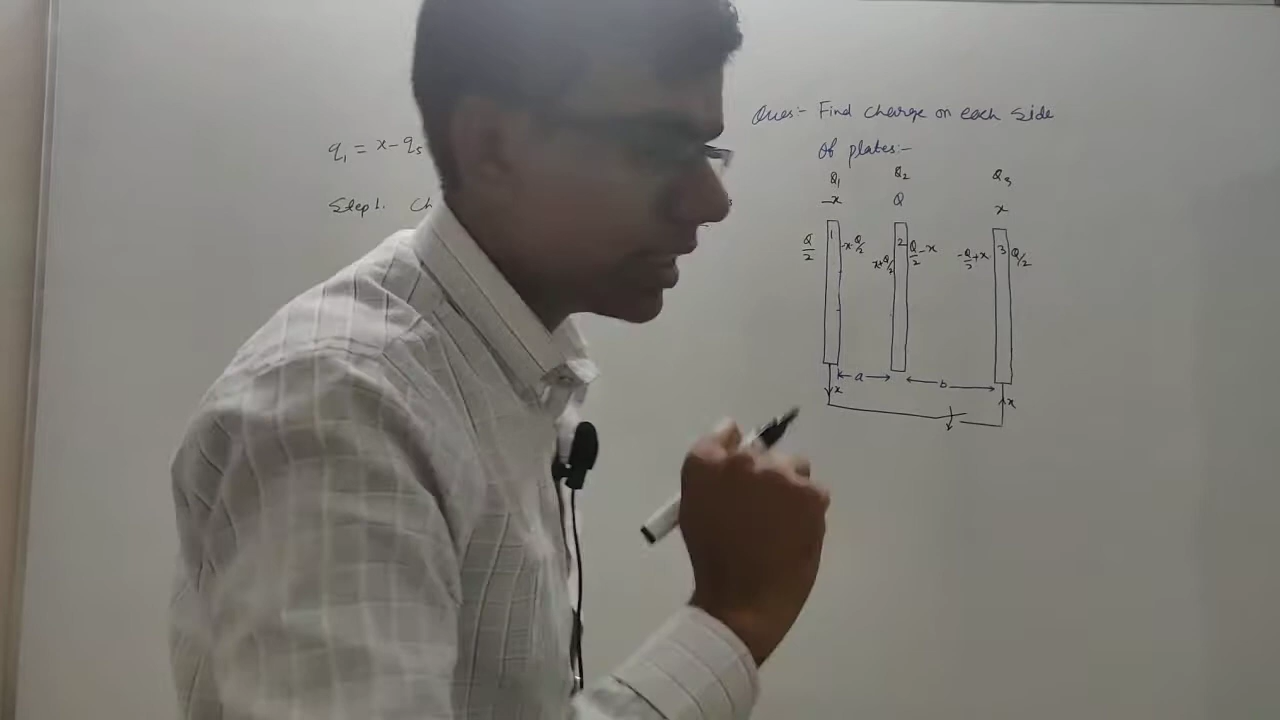 Ques:- Find charge on each side
of plates:-
q₁ = x-q₅
Step 1. Ch
Q₁ Q₂ Q₃
-x Q x
Q/2 1 -x-Q/2 x+Q/2 2 Q/2-x -Q/2+x 3 Q/2
a b
x x